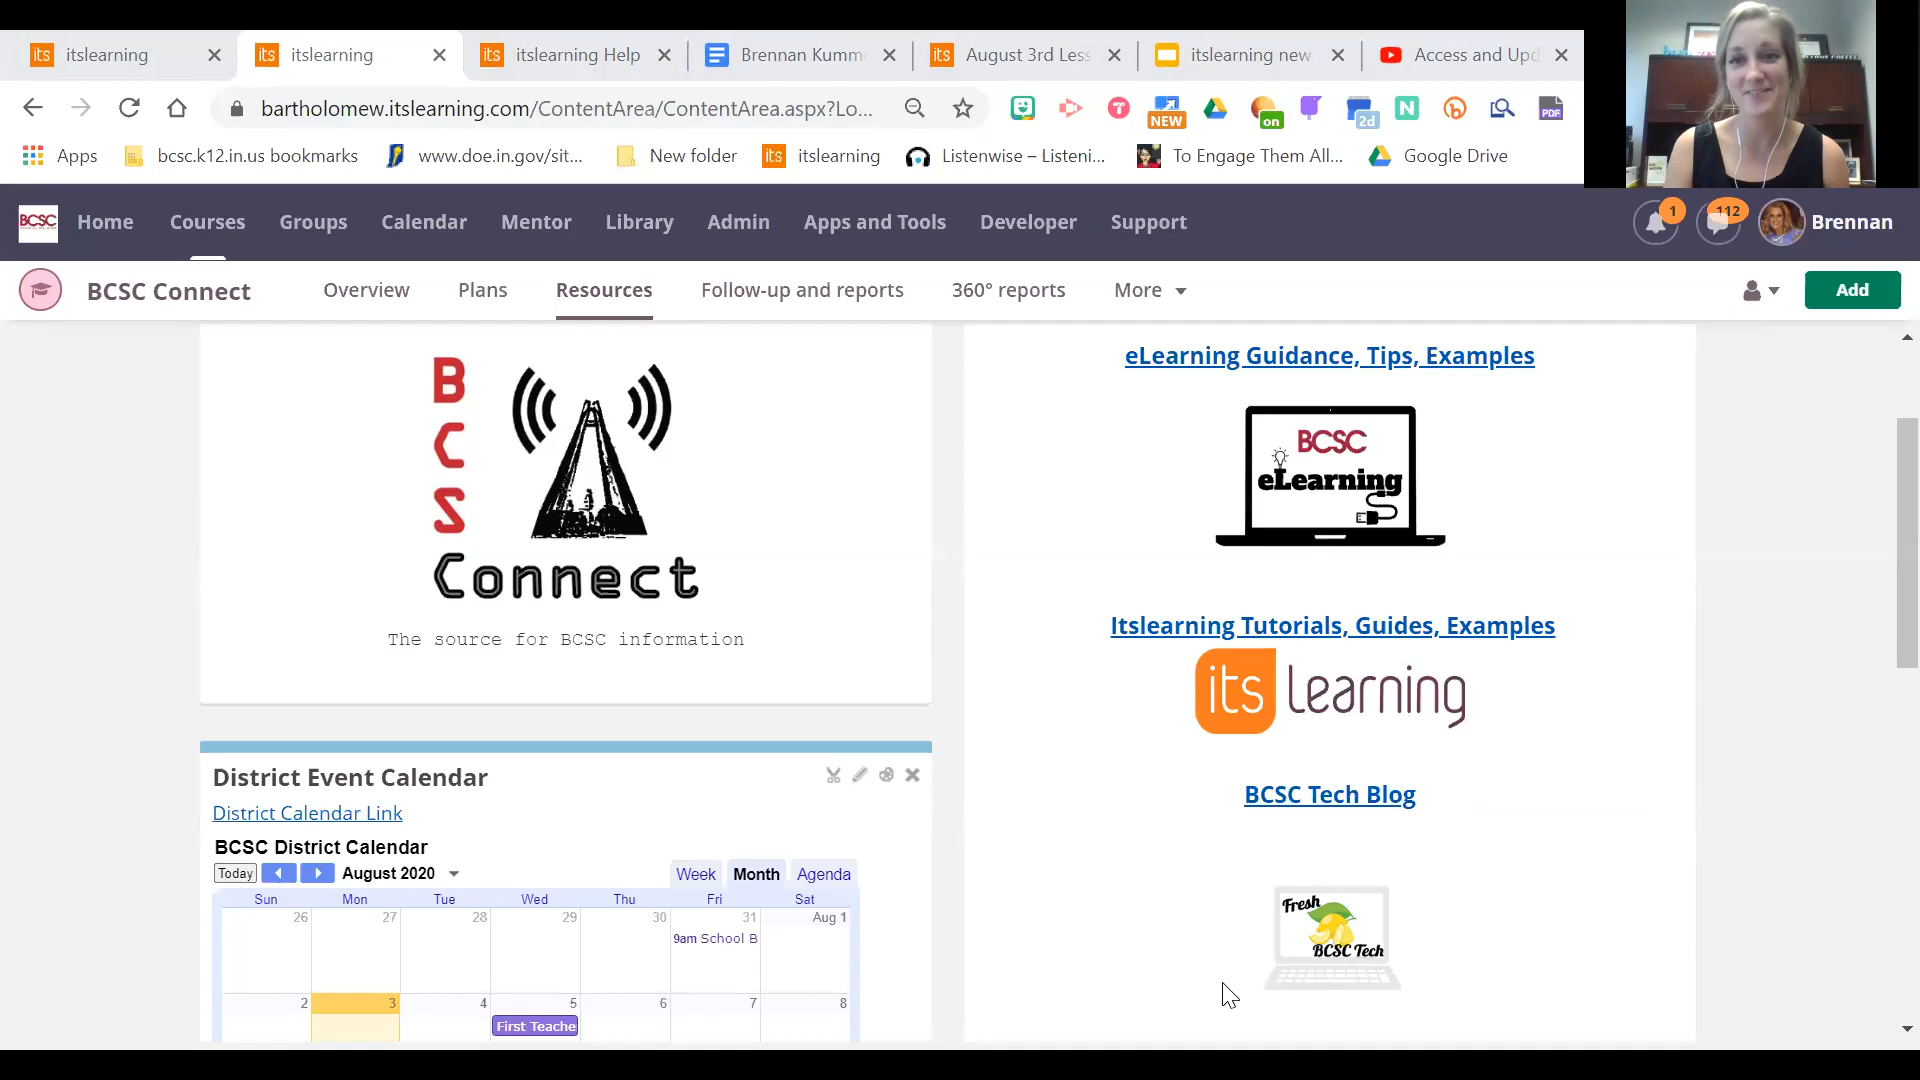 its itslearning
its itslearning
its itslearning Help
Brennan Kumme
its August 3rd Less
itslearning new
Access and Upd
bartholomew.itslearning.com/ContentArea/ContentArea.aspx?Lo...
NEW
on
2d
N
PDF
Apps
bcsc.k12.in.us bookmarks
www.doe.in.gov/sit...
New folder
its itslearning
Listenwise – Listeni...
To Engage Them All...
Google Drive
BCSC
Home
Courses
Groups
Calendar
Mentor
Library
Admin
Apps and Tools
Developer
Support
1
112
Brennan
BCSC Connect
Overview
Plans
Resources
Follow-up and reports
360° reports
More
Add
B
C
S
C
Connect
The source for BCSC information
District Event Calendar
District Calendar Link
BCSC District Calendar
Today
August 2020
Week
Month
Agenda
Sun Mon Tue Wed Thu Fri Sat
26 27 28 29 30 31 Aug 1
9am School B
2 3 4 5 6 7 8
First Teache
eLearning Guidance, Tips, Examples
BCSC
eLearning
Itslearning Tutorials, Guides, Examples
its learning
BCSC Tech Blog
Fresh
BCSC Tech